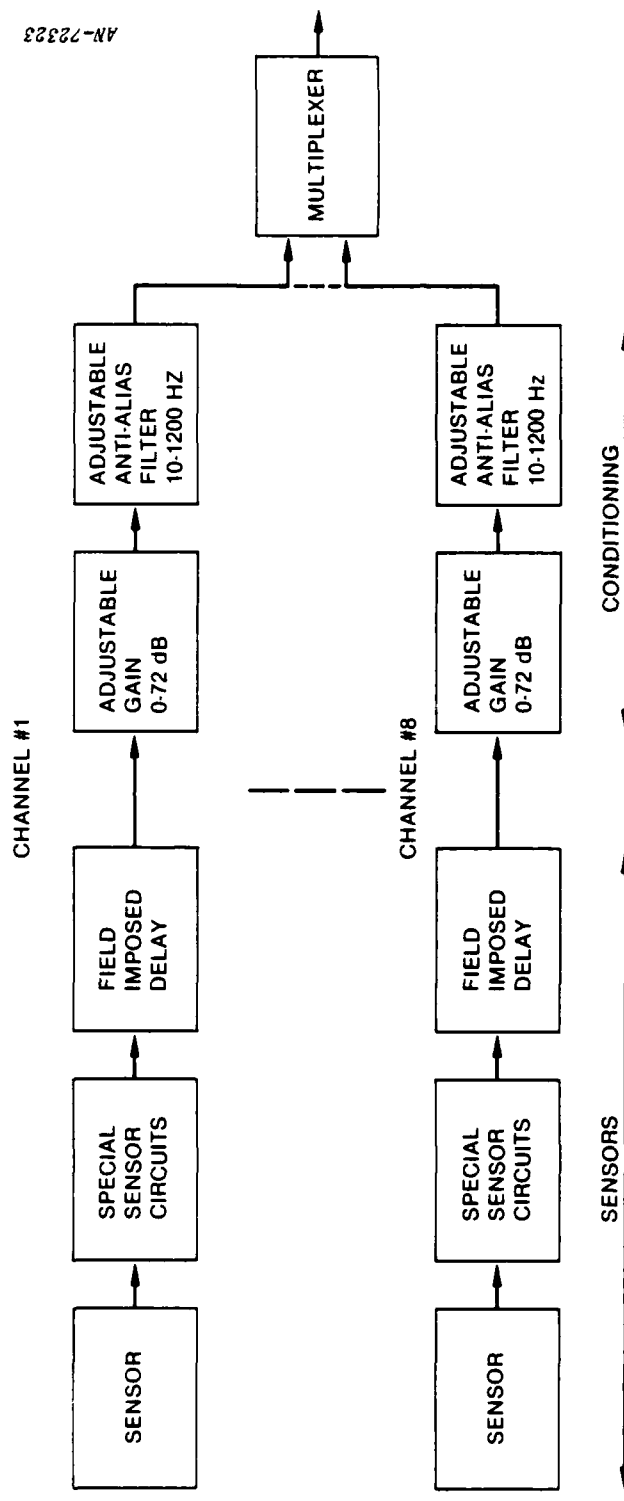 AN-72323
CHANNEL #1
SENSOR
SPECIAL
SENSOR
CIRCUITS
FIELD
IMPOSED
DELAY
ADJUSTABLE
GAIN
0-72 dB
ADJUSTABLE
ANTI-ALIAS
FILTER
10-1200 HZ
MULTIPLEXER
CHANNEL #8
SENSOR
SPECIAL
SENSOR
CIRCUITS
FIELD
IMPOSED
DELAY
ADJUSTABLE
GAIN
0-72 dB
ADJUSTABLE
ANTI-ALIAS
FILTER
10-1200 Hz
SENSORS
CONDITIONING